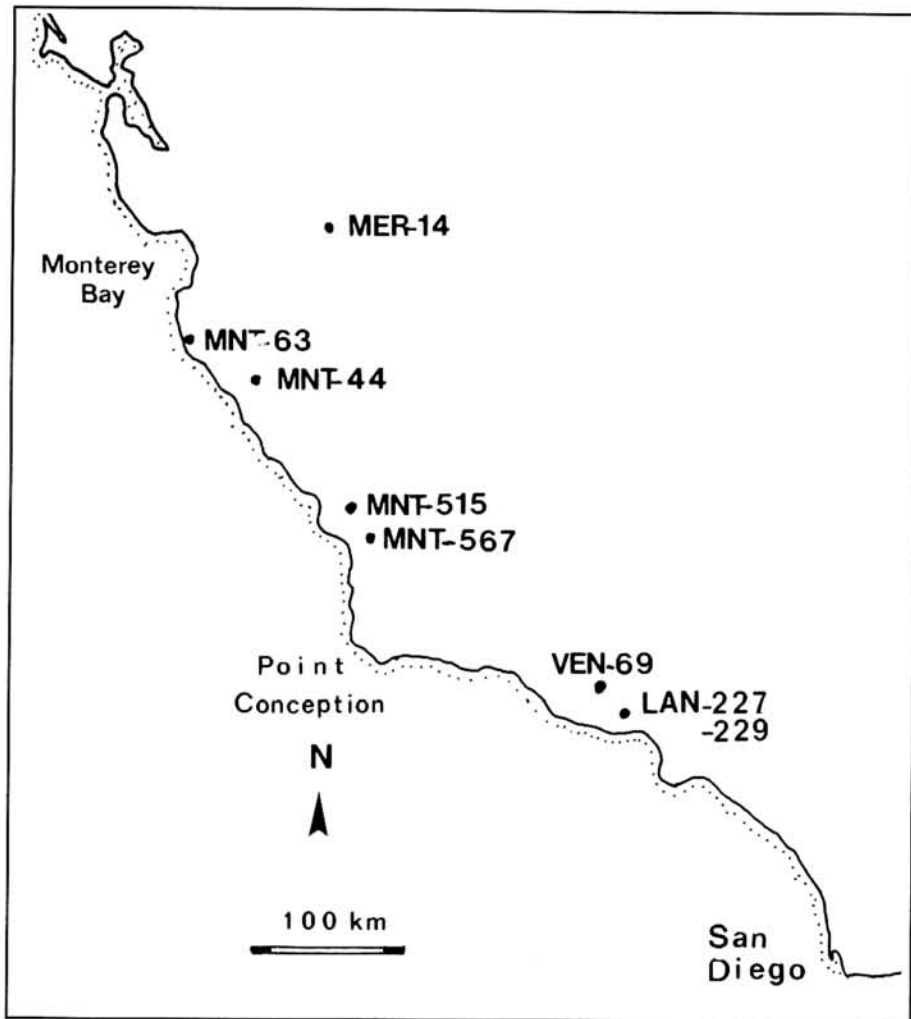 MER-14
Monterey
Bay
MNT-63
MNT-44
MNT-515
MNT-567
Point
Conception
VEN-69
LAN-227
-229
N
100 km
San
Diego